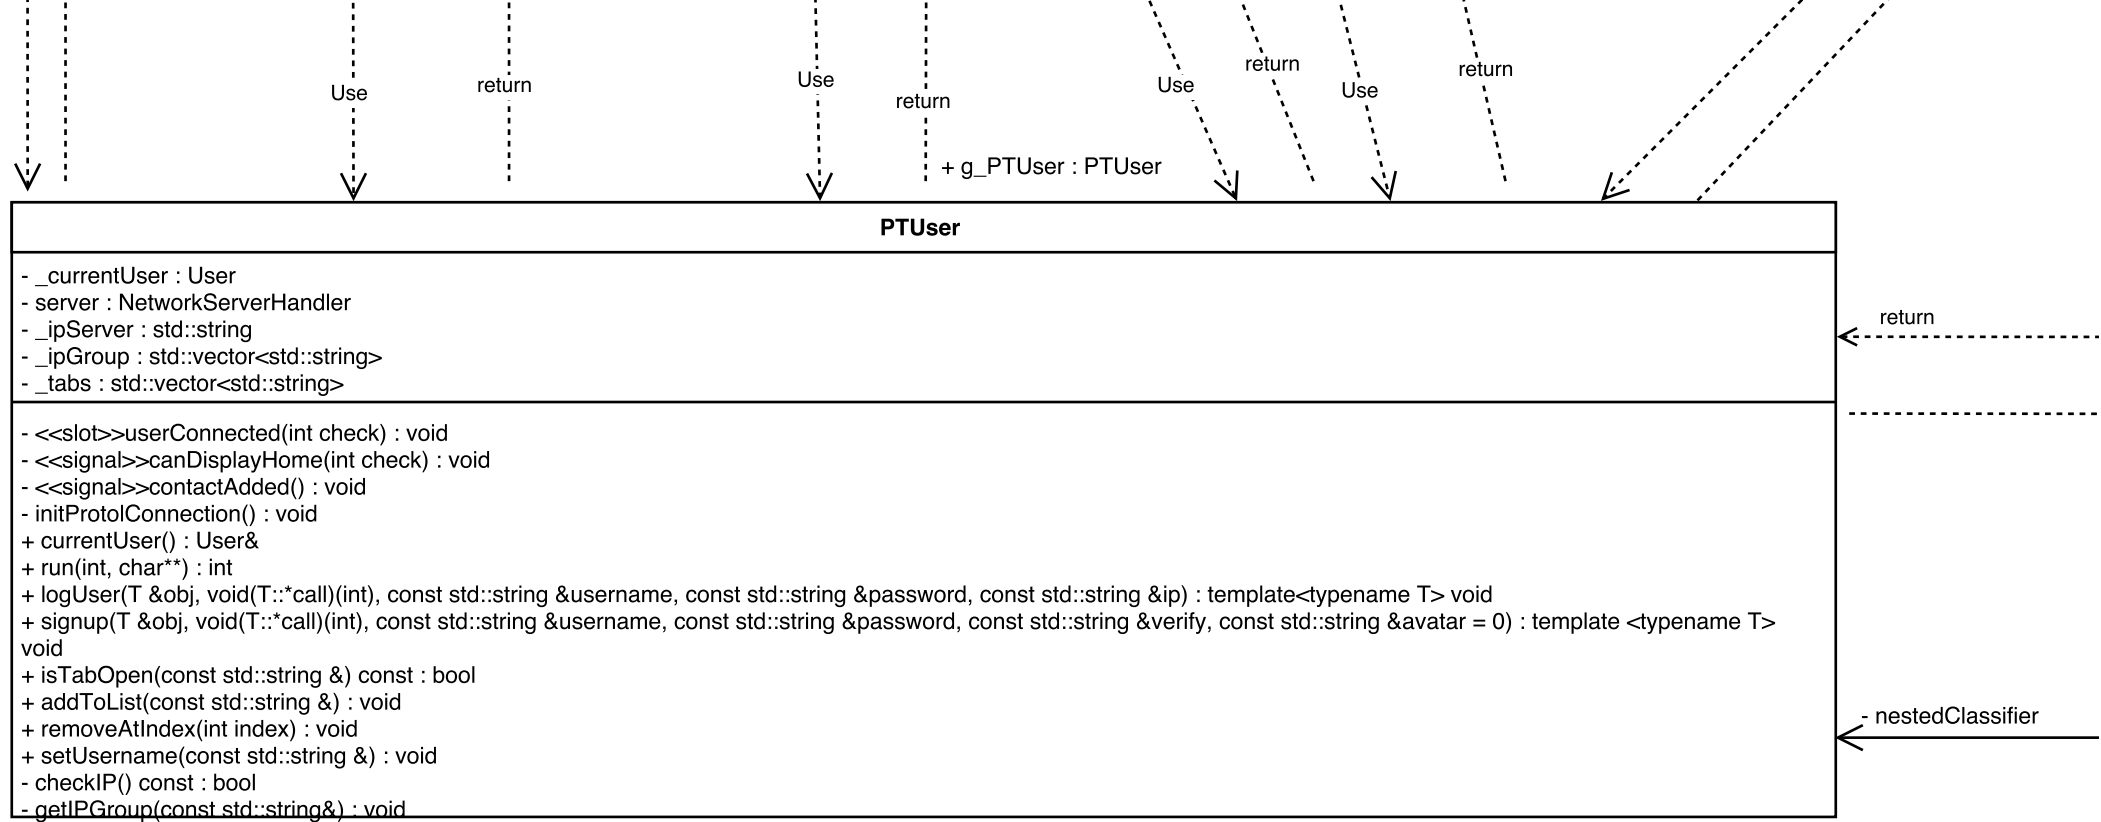 Use
return
Use
return
Use
return
Use
return
+ g_PTUser : PTUser
PTUser
- _currentUser : User
- server : NetworkServerHandler
- _ipServer : std::string
- _ipGroup : std::vector<std::string>
- _tabs : std::vector<std::string>
return
- <<slot>>userConnected(int check) : void
- <<signal>>canDisplayHome(int check) : void
- <<signal>>contactAdded() : void
- initProtolConnection() : void
+ currentUser() : User&
+ run(int, char**) : int
+ logUser(T &obj, void(T::*call)(int), const std::string &username, const std::string &password, const std::string &ip) : template<typename T> void
+ signup(T &obj, void(T::*call)(int), const std::string &username, const std::string &password, const std::string &verify, const std::string &avatar = 0) : template <typename T>
void
+ isTabOpen(const std::string &) const : bool
+ addToList(const std::string &) : void
+ removeAtIndex(int index) : void
+ setUsername(const std::string &) : void
- checkIP() const : bool
- getIPGroup(const std::string&) : void
- nestedClassifier